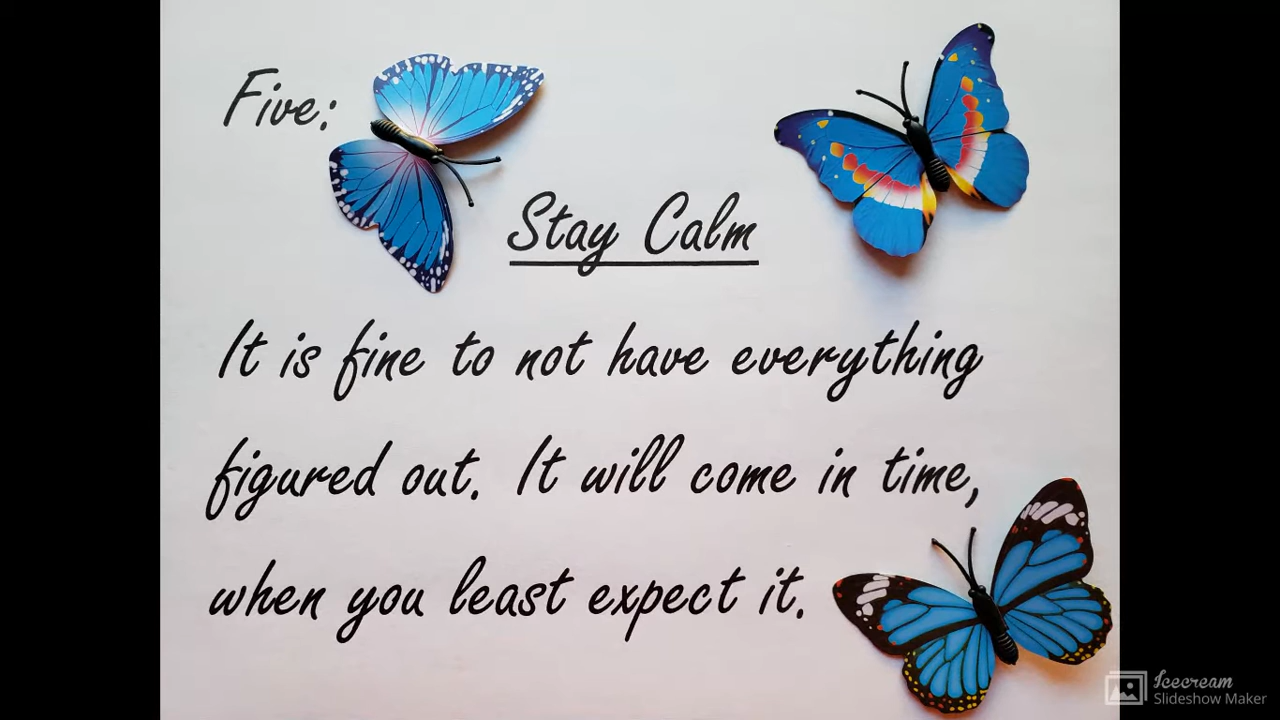 Five:
Stay Calm
It is fine to not have everything
figured out. It will come in time,
when you least expect it.
Icecream
Slideshow Maker